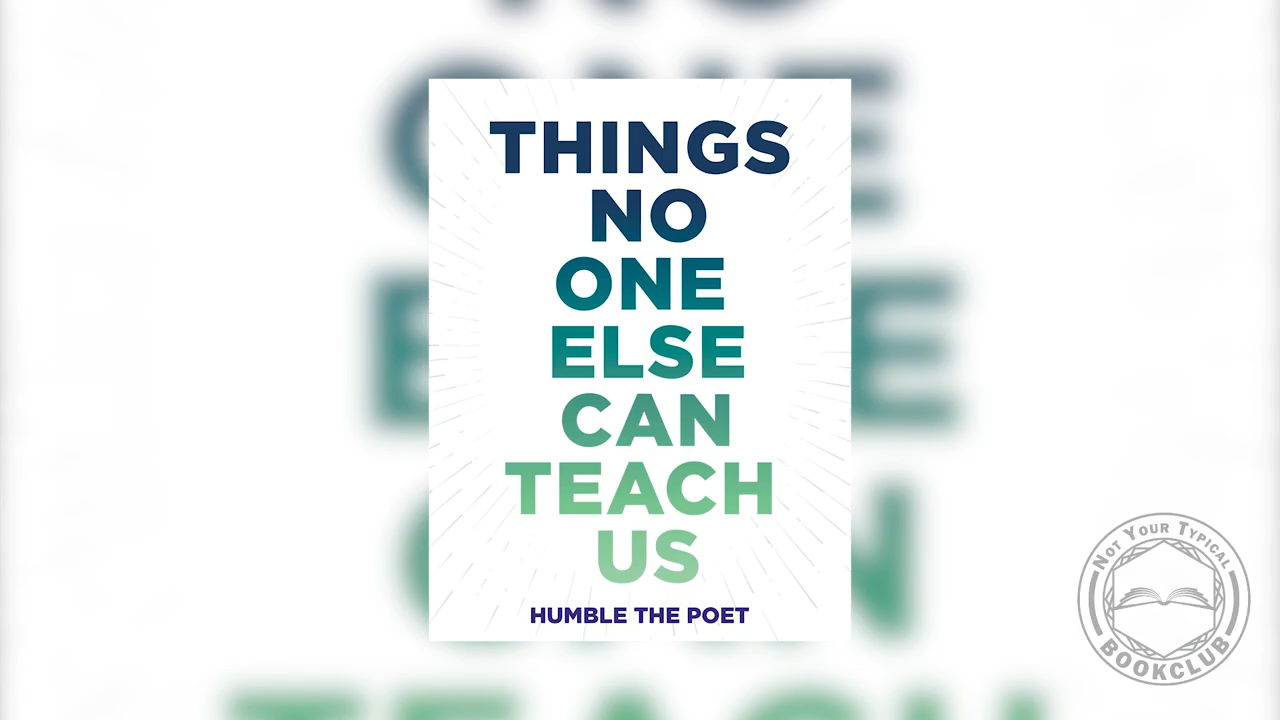 THINGS
NO
ONE
ELSE
CAN
TEACH
US
HUMBLE THE POET
NOT YOUR TYPICAL
BOOKCLUB